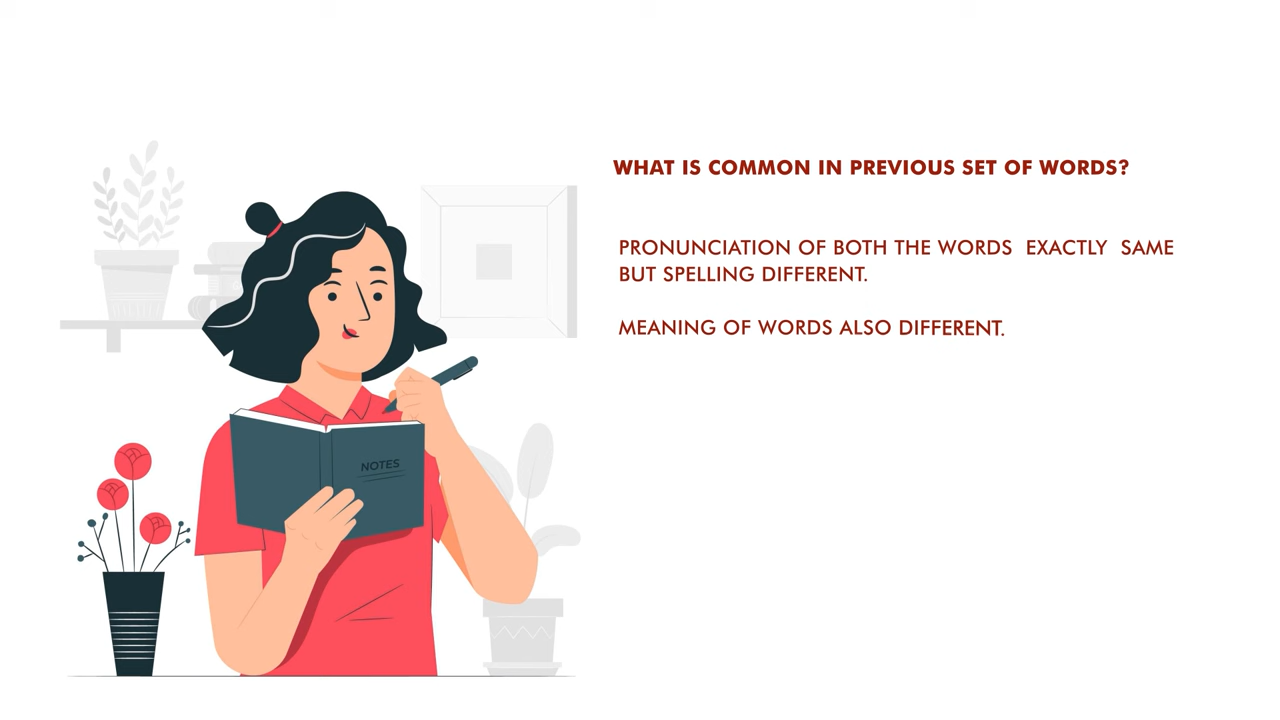 WHAT IS COMMON IN PREVIOUS SET OF WORDS?
PRONUNCIATION OF BOTH THE WORDS EXACTLY SAME
BUT SPELLING DIFFERENT.
MEANING OF WORDS ALSO DIFFERENT.
NOTES